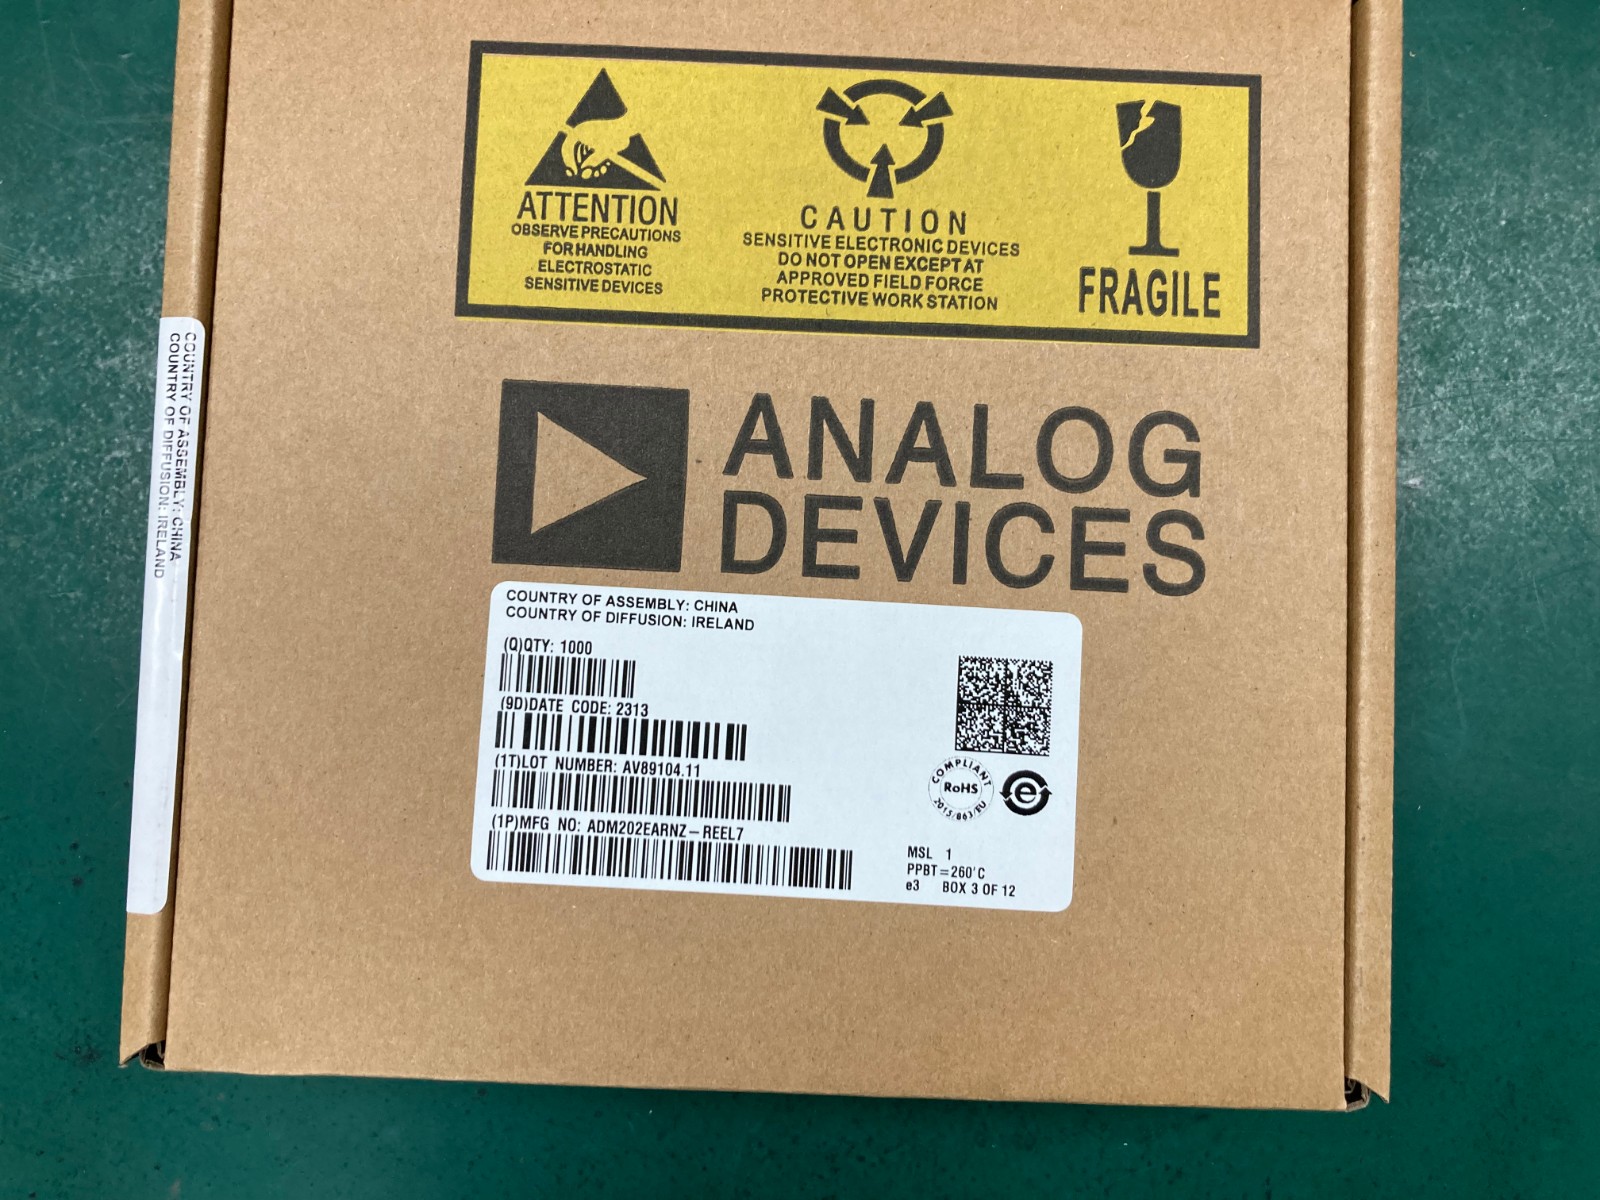 ATTENTION
OBSERVE PRECAUTIONS
FOR HANDLING
ELECTROSTATIC
SENSITIVE DEVICES
CAUTION
SENSITIVE ELECTRONIC DEVICES
DO NOT OPEN EXCEPT AT
APPROVED FIELD FORCE
PROTECTIVE WORK STATION
FRAGILE
COUNTRY OF ASSEMBLY: CHINA
COUNTRY OF DIFFUSION: IRELAND
ANALOG
DEVICES
COUNTRY OF ASSEMBLY: CHINA
COUNTRY OF DIFFUSION: IRELAND
(Q)QTY: 1000
(9D)DATE CODE: 2313
(1T)LOT NUMBER: AV89104.11
(1P)MFG NO: ADM202EARNZ-REEL7
COMPLIANT
RoHS
2015/863/EU
e
MSL 1
PPBT=260°C
e3 BOX 3 OF 12